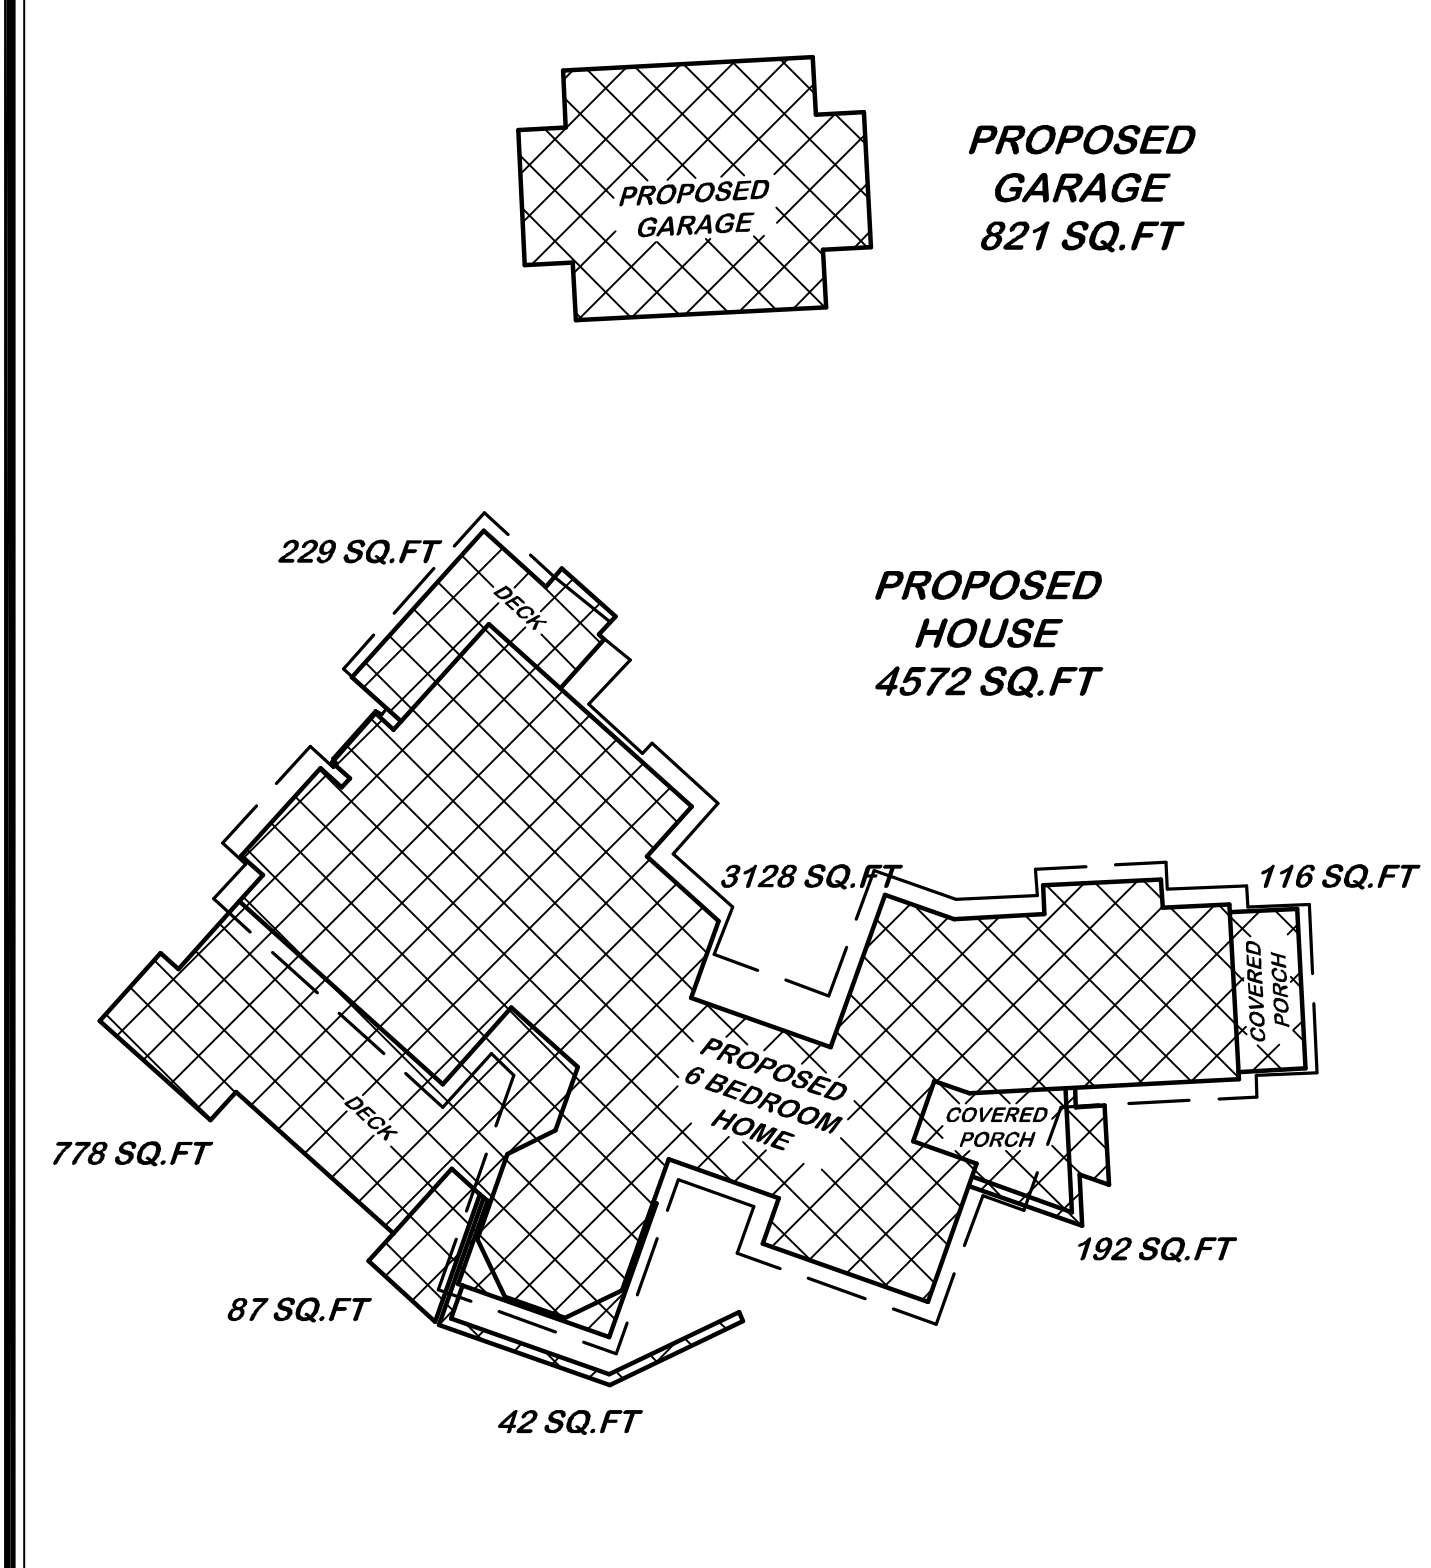 PROPOSED
GARAGE
821 SQ.FT
PROPOSED
GARAGE
229 SQ.FT
DECK
PROPOSED
HOUSE
4572 SQ.FT
3128 SQ.FT
116 SQ.FT
COVERED
PORCH
PROPOSED
6 BEDROOM
HOME
COVERED
PORCH
DECK
778 SQ.FT
192 SQ.FT
87 SQ.FT
42 SQ.FT